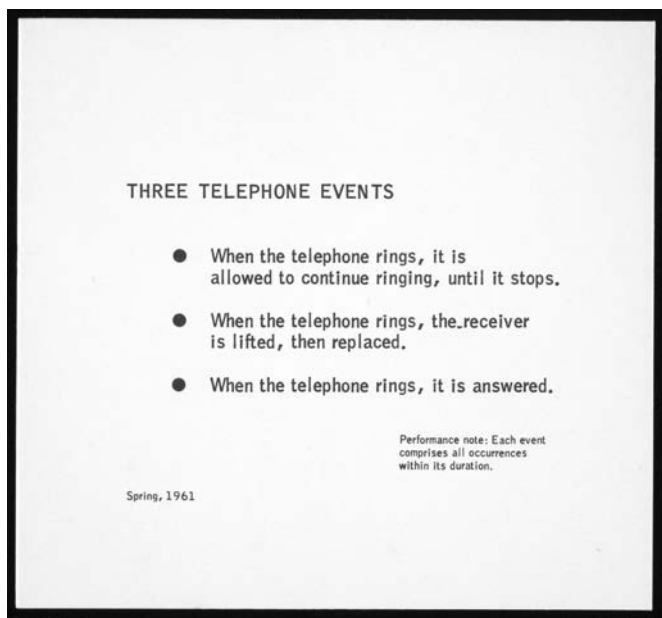 THREE TELEPHONE EVENTS
● When the telephone rings, it is
allowed to continue ringing, until it stops.
● When the telephone rings, the receiver
is lifted, then replaced.
● When the telephone rings, it is answered.
Performance note: Each event
comprises all occurrences
within its duration.
Spring, 1961